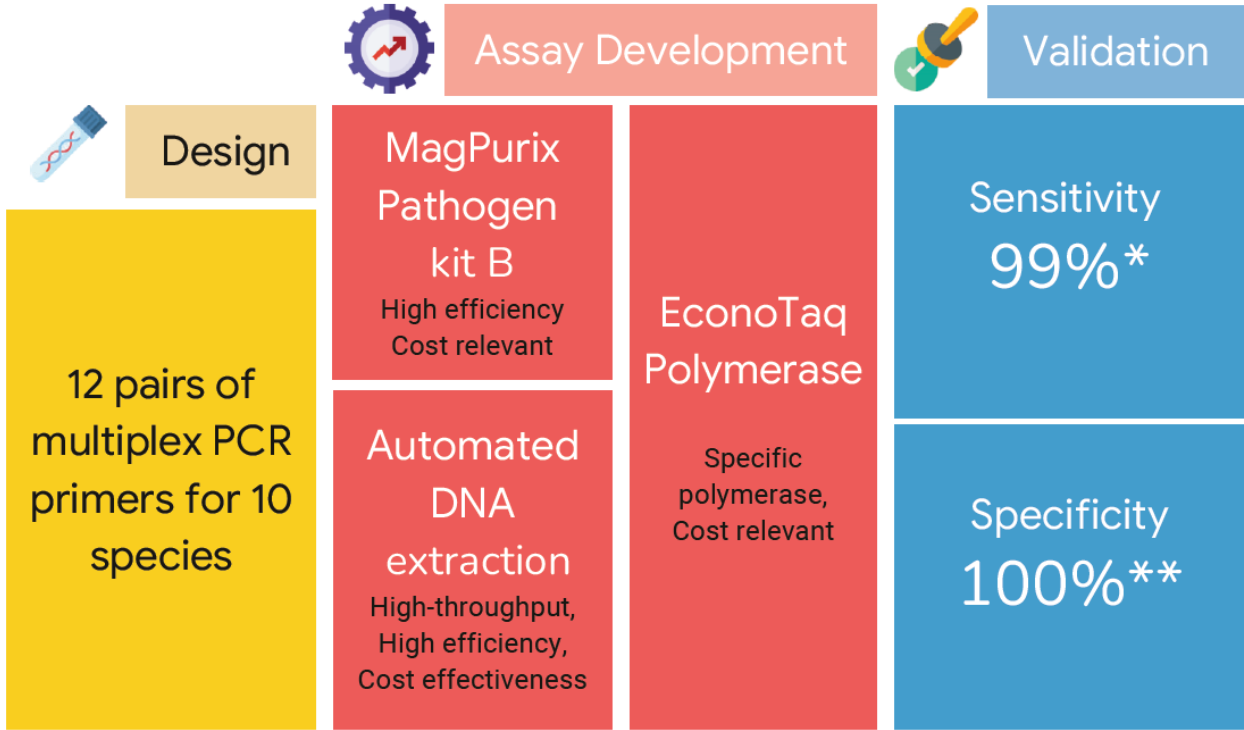 Design
12 pairs of
multiplex PCR
primers for 10
species
Assay Development
MagPurix
Pathogen
kit B
High efficiency
Cost relevant
Automated
DNA
extraction
High-throughput,
High efficiency,
Cost effectiveness
EconoTaq
Polymerase
Specific
polymerase,
Cost relevant
Validation
Sensitivity
99%*
Specificity
100%**